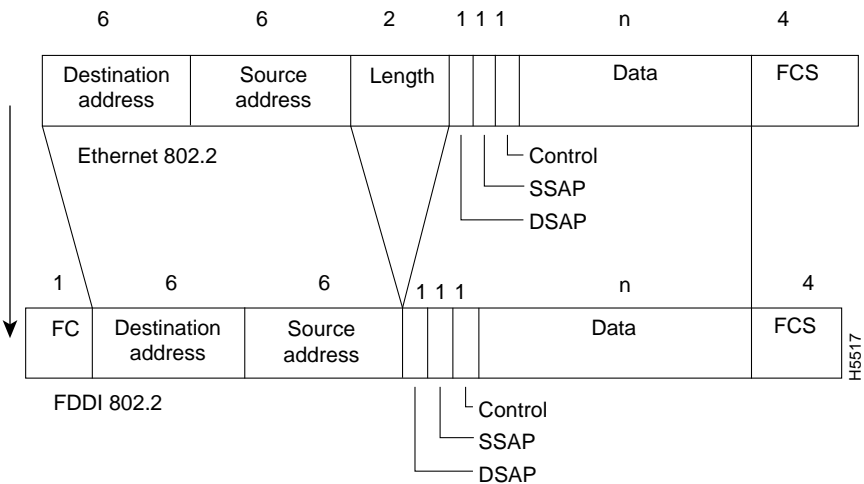 6 6 2 1 1 1 n 4
Destination address
Source address
Length
Data
FCS
Ethernet 802.2
Control
SSAP
DSAP
1 6 6 1 1 1 n 4
FC
Destination address
Source address
Data
FCS
H5517
FDDI 802.2
Control
SSAP
DSAP